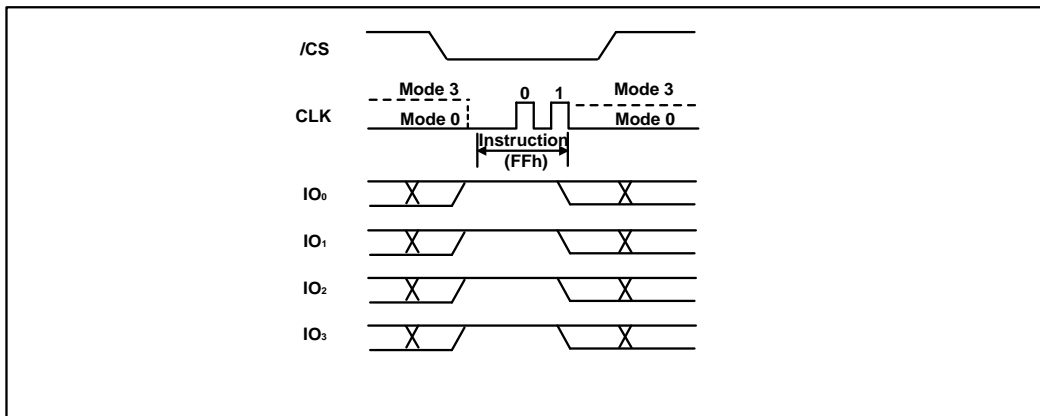 /CS
Mode 3 0 1 Mode 3
CLK
Mode 0 Mode 0
Instruction
(FFh)
IO₀
IO₁
IO₂
IO₃